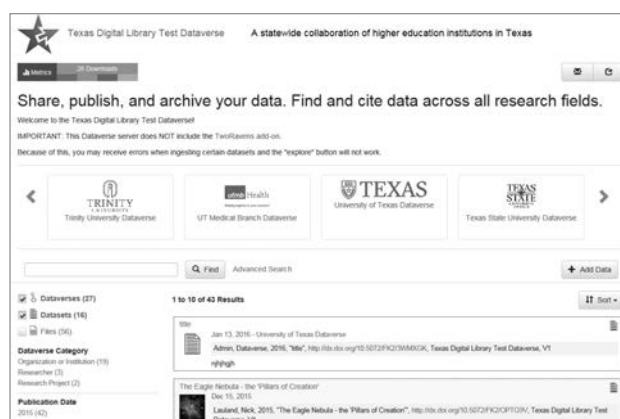 Texas Digital Library Test Dataverse A statewide collaboration of higher education institutions in Texas
Metrics 26 Downloads
Share, publish, and archive your data. Find and cite data across all research fields.
Welcome to the Texas Digital Library Test Dataverse!
IMPORTANT: This Dataverse server does NOT include the TwoRavens add-on.
Because of this, you may receive errors when ingesting certain datasets and the "explore" button will not work.
TRINITY
UNIVERSITY
Trinity University Dataverse
utmb Health
UT Medical Branch Dataverse
TEXAS
University of Texas Dataverse
TEXAS
STATE
Texas State University Dataverse
Find Advanced Search Add Data
Dataverses (27)
Datasets (16)
Files (56)
Dataverse Category
Organization or Institution (19)
Researcher (3)
Research Project (2)
Publication Date
2015 (42)
1 to 10 of 43 Results Sort
title
Jan 13, 2016 - University of Texas Dataverse
Admin, Dataverse, 2016, "title", http://dx.doi.org/10.5072/FK2/3WMXGK, Texas Digital Library Test Dataverse, V1
The Eagle Nebula - the 'Pillars of Creation'
Dec 15, 2015
Lauland, Nick, 2015, "The Eagle Nebula - the 'Pillars of Creation'", http://dx.doi.org/10.5072/FK2/OPTO9V, Texas Digital Library Test